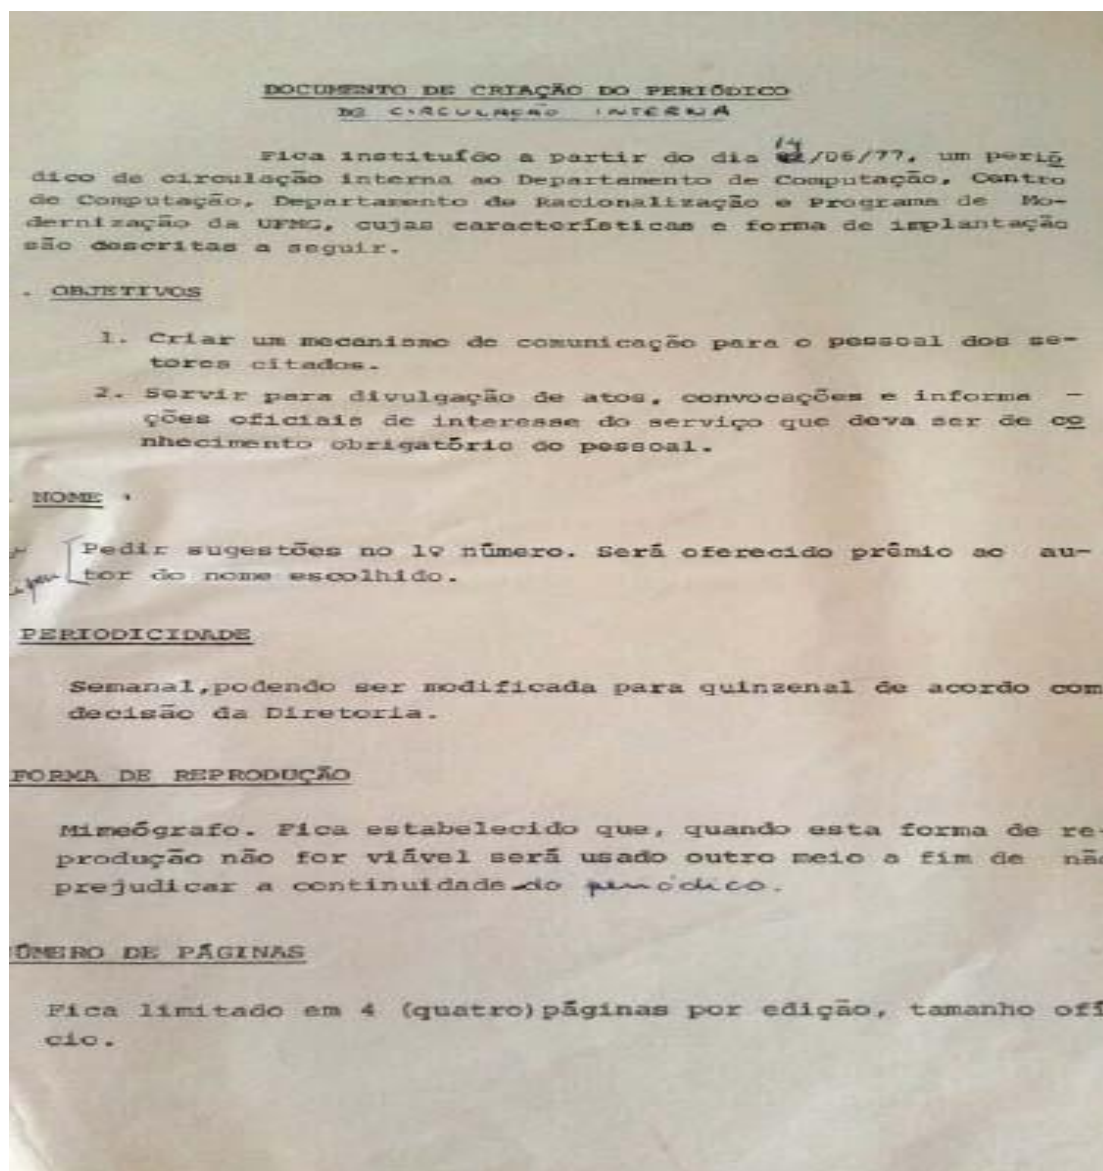 DOCUMENTO DE CRIAÇÃO DO PERIÓDICO
DE CIRCULAÇÃO INTERNA
Fica instituído a partir do dia 14/06/77, um perió
dico de circulação interna ao Departamento de Computação, Centro
de Computação, Departamento de Racionalização e Programa de Mo-
dernização da UFMG, cujas características e forma de implantação
são descritas a seguir.
. OBJETIVOS
1. Criar um mecanismo de comunicação para o pessoal dos se-
tores citados.
2. Servir para divulgação de atos, convocações e informa -
ções oficiais de interesse do serviço que deva ser de co
nhecimento obrigatório do pessoal.
NOME
Pedir sugestões no 1º número. Será oferecido prêmio ao au-
tor do nome escolhido.
PERIODICIDADE
Semanal,podendo ser modificada para quinzenal de acordo com
decisão da Diretoria.
FORMA DE REPRODUÇÃO
Mimeógrafo. Fica estabelecido que, quando esta forma de re-
produção não for viável será usado outro meio a fim de não
prejudicar a continuidade do periódico.
ÚMERO DE PÁGINAS
Fica limitado em 4 (quatro)páginas por edição, tamanho ofí
cio.